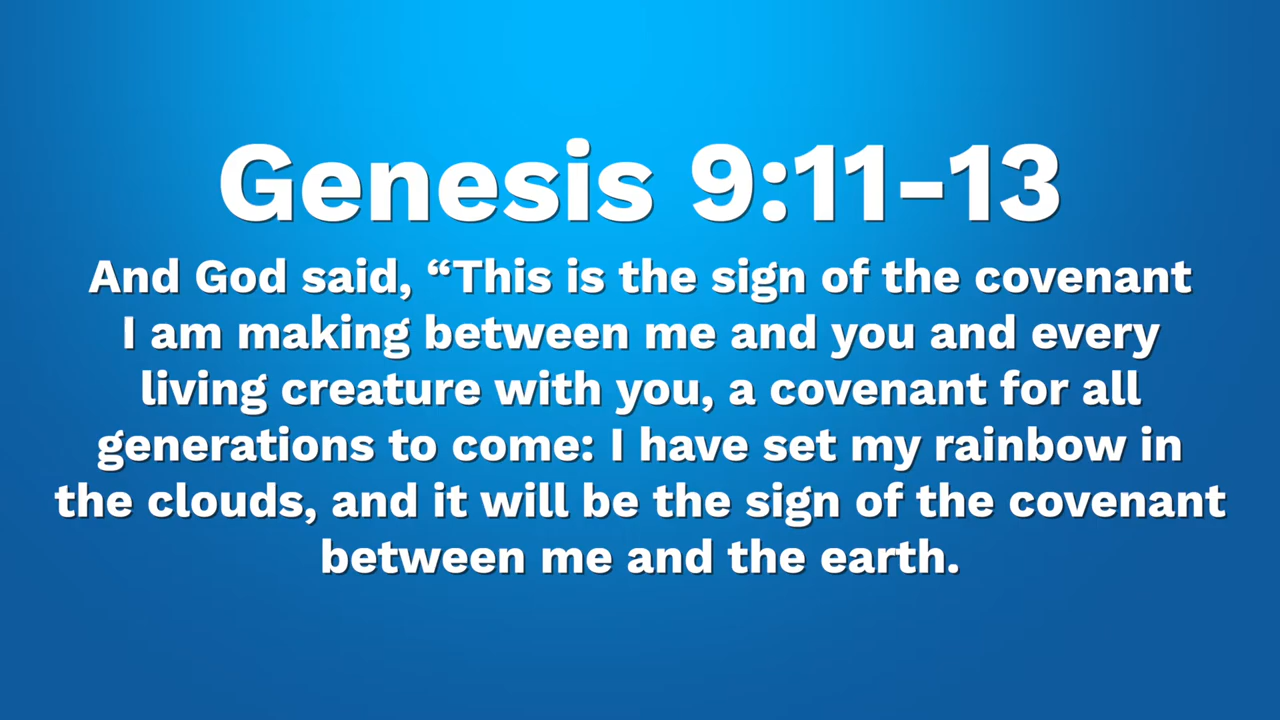 Genesis 9:11-13
And God said, “This is the sign of the covenant
I am making between me and you and every
living creature with you, a covenant for all
generations to come: I have set my rainbow in
the clouds, and it will be the sign of the covenant
between me and the earth.